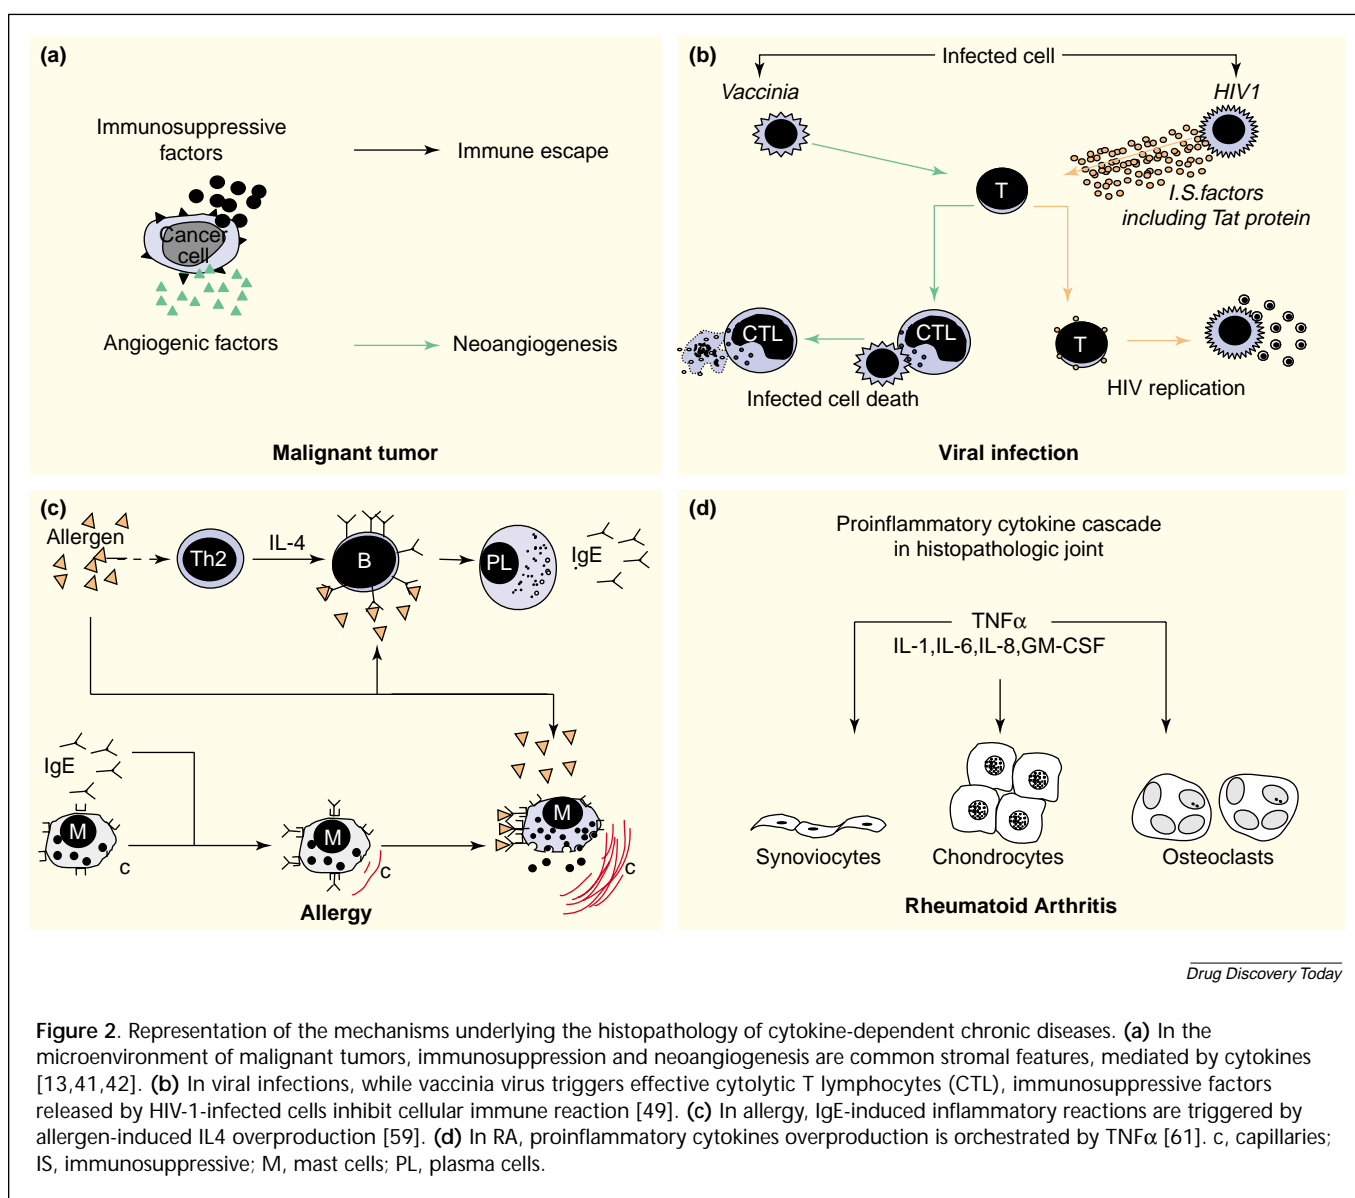 (a)
Immunosuppressive
factors
Immune escape
Cancer
cell
Angiogenic factors
Neoangiogenesis
Malignant tumor
(b)
Infected cell
Vaccinia
HIV1
T
I.S.factors
including Tat protein
CTL
CTL
T
Infected cell death
HIV replication
Viral infection
(c)
Allergen
Th2
IL-4
B
PL
IgE
IgE
M
c
M
c
M
c
Allergy
(d)
Proinflammatory cytokine cascade
in histopathologic joint
TNFα
IL-1,IL-6,IL-8,GM-CSF
Synoviocytes
Chondrocytes
Osteoclasts
Rheumatoid Arthritis
Drug Discovery Today
Figure 2. Representation of the mechanisms underlying the histopathology of cytokine-dependent chronic diseases. (a) In the
microenvironment of malignant tumors, immunosuppression and neoangiogenesis are common stromal features, mediated by cytokines
[13,41,42]. (b) In viral infections, while vaccinia virus triggers effective cytolytic T lymphocytes (CTL), immunosuppressive factors
released by HIV-1-infected cells inhibit cellular immune reaction [49]. (c) In allergy, IgE-induced inflammatory reactions are triggered by
allergen-induced IL4 overproduction [59]. (d) In RA, proinflammatory cytokines overproduction is orchestrated by TNFα [61]. c, capillaries;
IS, immunosuppressive; M, mast cells; PL, plasma cells.